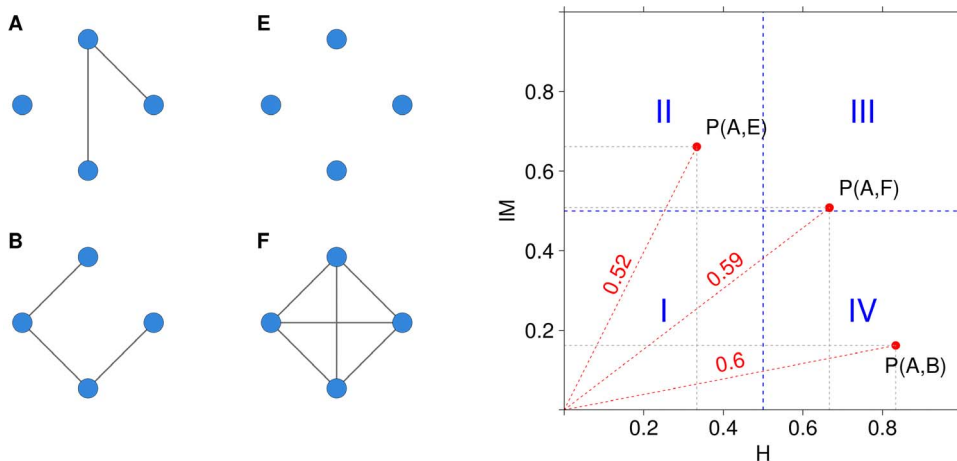 A
E
B
F
IM
0.8
0.6
0.4
0.2
II
III
P(A,E)
P(A,F)
0.52
0.59
I
IV
0.6
P(A,B)
0.2
0.4
0.6
0.8
H